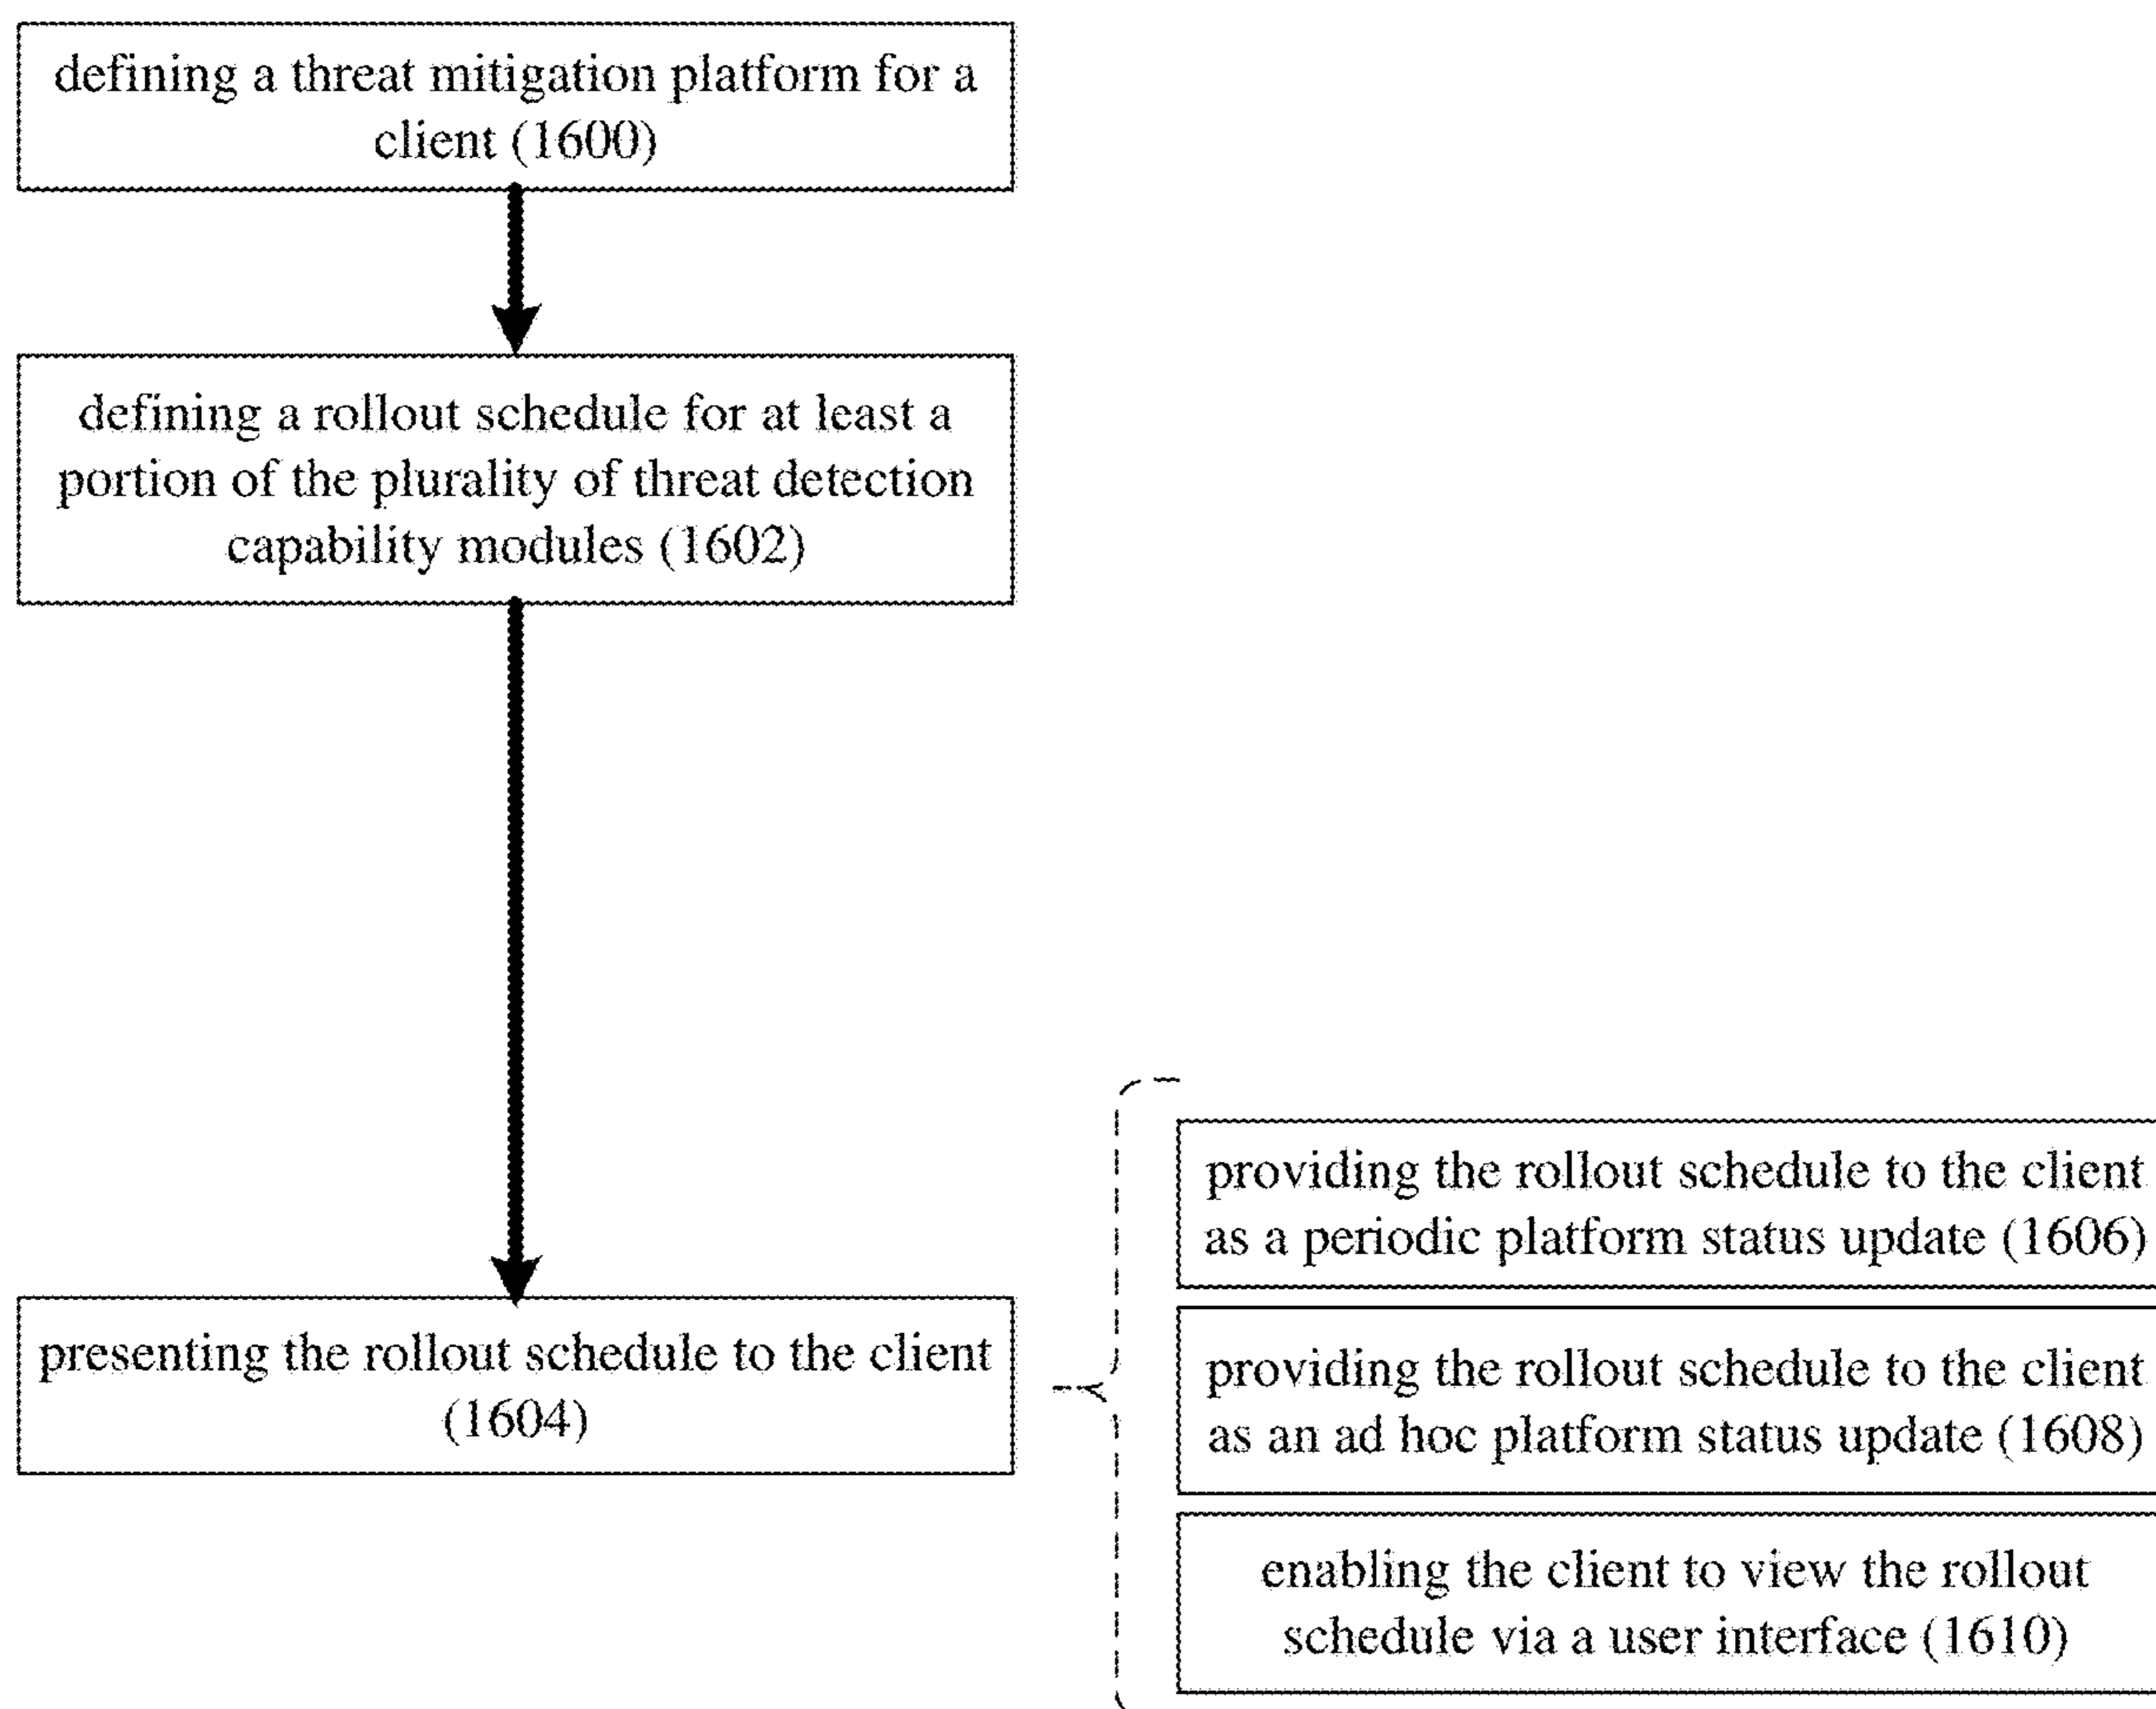 defining a threat mitigation platform for a
client (1600)
defining a rollout schedule for at least a
portion of the plurality of threat detection
capability modules (1602)
presenting the rollout schedule to the client
(1604)
providing the rollout schedule to the client
as a periodic platform status update (1606)
providing the rollout schedule to the client
as an ad hoc platform status update (1608)
enabling the client to view the rollout
schedule via a user interface (1610)